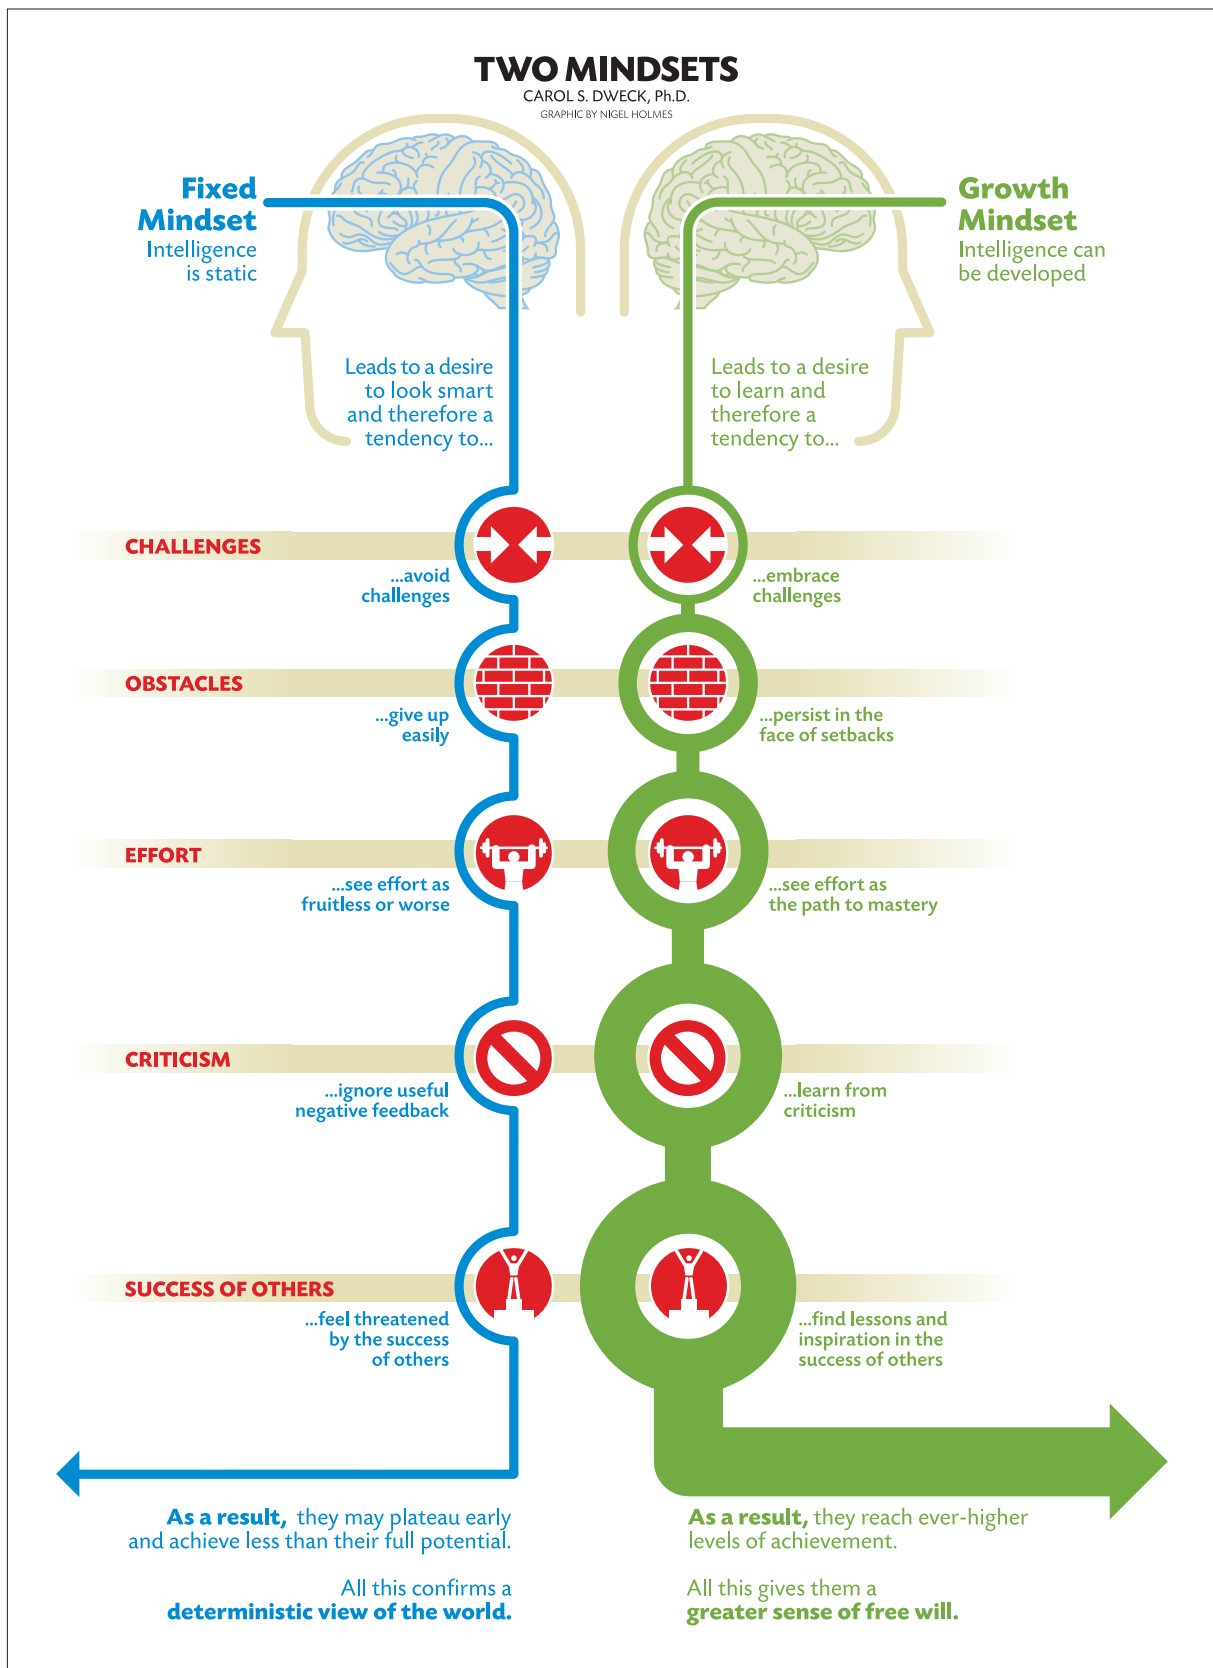 TWO MINDSETS
CAROL S. DWECK, Ph.D.
GRAPHIC BY NIGEL HOLMES
Fixed
Mindset
Intelligence
is static
Growth
Mindset
Intelligence can
be developed
Leads to a desire
to look smart
and therefore a
tendency to...
Leads to a desire
to learn and
therefore a
tendency to...
CHALLENGES
...avoid
challenges
...embrace
challenges
OBSTACLES
...give up
easily
...persist in the
face of setbacks
EFFORT
...see effort as
fruitless or worse
...see effort as
the path to mastery
CRITICISM
...ignore useful
negative feedback
...learn from
criticism
SUCCESS OF OTHERS
...feel threatened
by the success
of others
...find lessons and
inspiration in the
success of others
As a result, they may plateau early
and achieve less than their full potential.
All this confirms a
deterministic view of the world.
As a result, they reach ever-higher
levels of achievement.
All this gives them a
greater sense of free will.